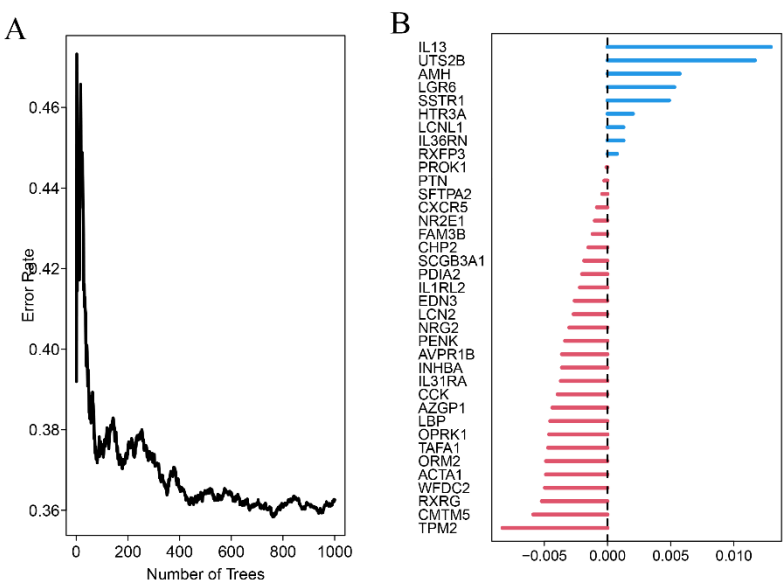 A
0.46
0.44
0.42
0.40
0.38
0.36
Error Rate
0 200 400 600 800 1000
Number of Trees
B
IL13
UTS2B
AMH
LGR6
SSTR1
HTR3A
LCNL1
IL36RN
RXFP3
PROK1
PTN
SFTPA2
CXCR5
NR2E1
FAM3B
CHP2
SCGB3A1
PDIA2
IL1RL2
EDN3
LCN2
NRG2
PENK
AVPR1B
INHBA
IL31RA
CCK
AZGP1
LBP
OPRK1
TAFA1
ORM2
ACTA1
WFDC2
RXRG
CMTM5
TPM2
−0.005 0.000 0.005 0.010